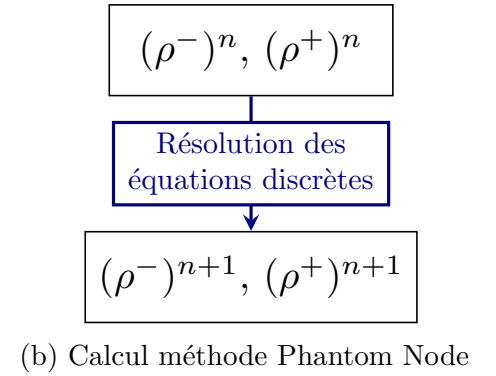 (ρ⁻)ⁿ, (ρ⁺)ⁿ
Résolution des
équations discrètes
(ρ⁻)ⁿ⁺¹, (ρ⁺)ⁿ⁺¹
(b) Calcul méthode Phantom Node